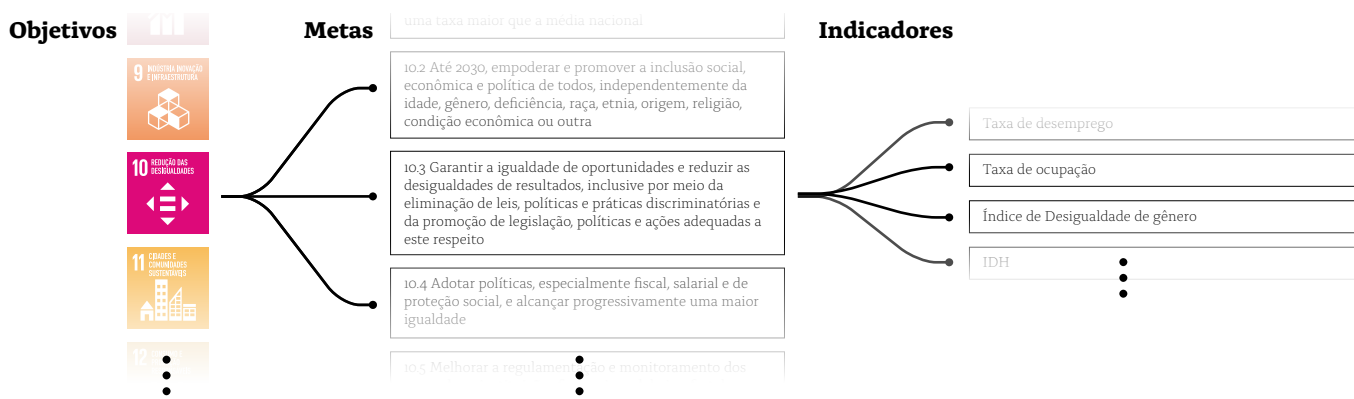 Objetivos
9 INDÚSTRIA INOVAÇÃO
E INFRAESTRUTURA
10 REDUÇÃO DAS
DESIGUALDADES
11 CIDADES E
COMUNIDADES
SUSTENTÁVEIS
12
Metas
uma taxa maior que a média nacional
10.2 Até 2030, empoderar e promover a inclusão social,
econômica e política de todos, independentemente da
idade, gênero, deficiência, raça, etnia, origem, religião,
condição econômica ou outra
10.3 Garantir a igualdade de oportunidades e reduzir as
desigualdades de resultados, inclusive por meio da
eliminação de leis, políticas e práticas discriminatórias e
da promoção de legislação, políticas e ações adequadas a
este respeito
10.4 Adotar políticas, especialmente fiscal, salarial e de
proteção social, e alcançar progressivamente uma maior
igualdade
10.5 Melhorar a regulamentação e monitoramento dos
Indicadores
Taxa de desemprego
Taxa de ocupação
Índice de Desigualdade de gênero
IDH